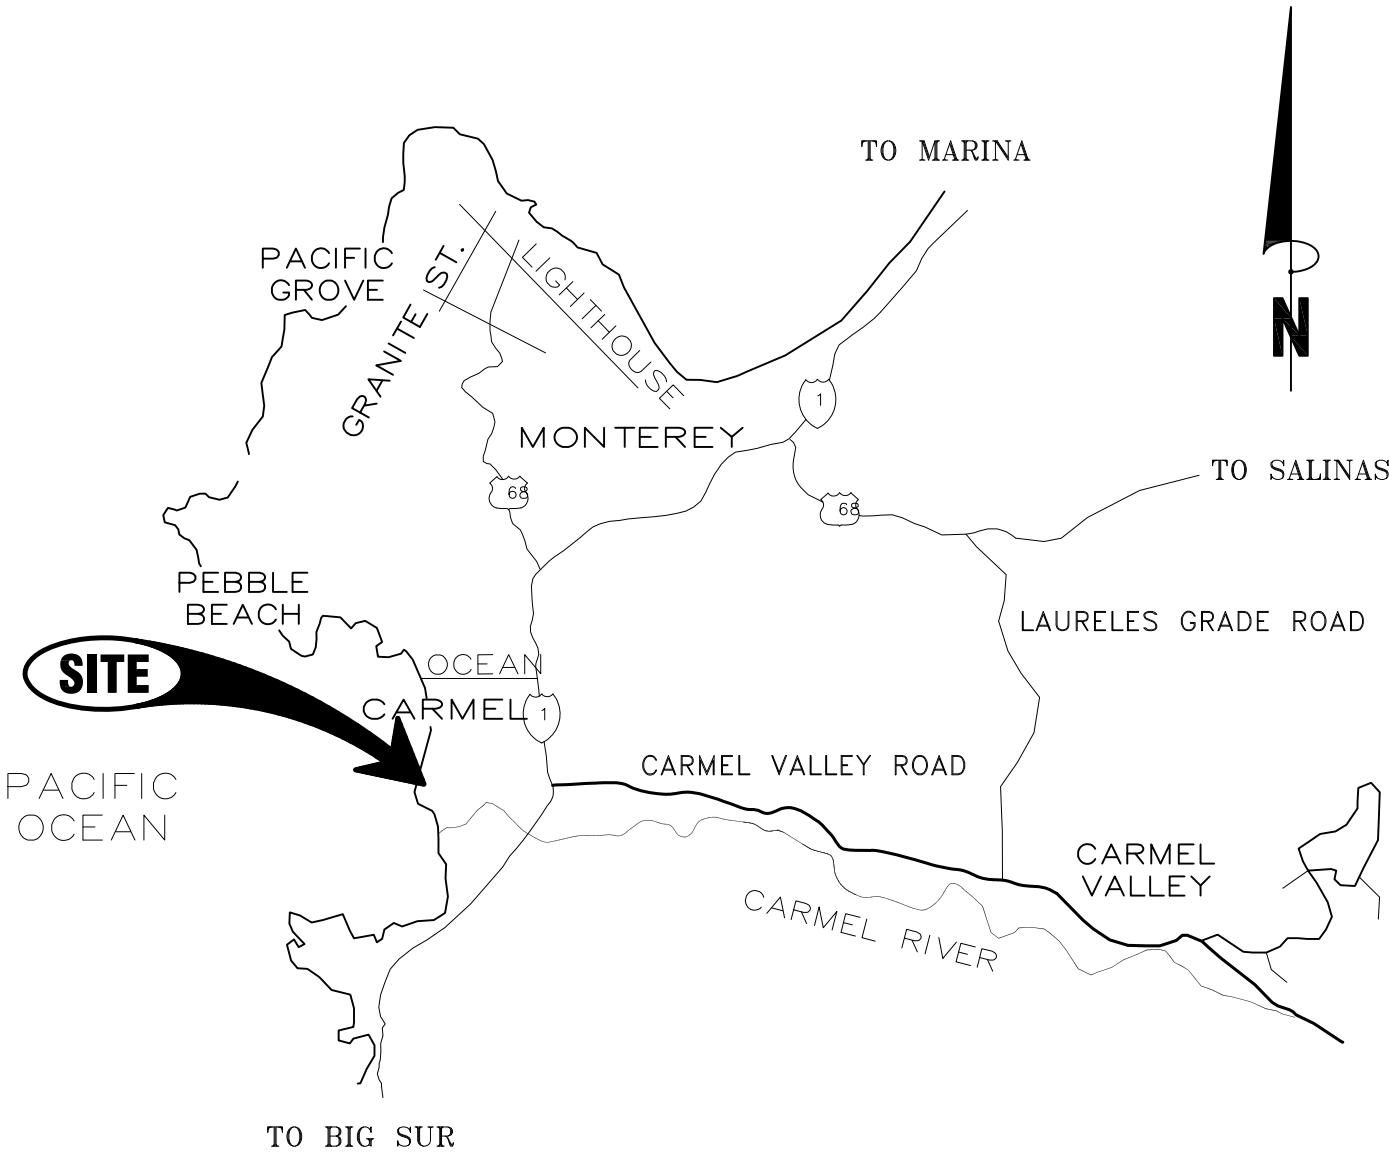 TO MARINA
PACIFIC
GROVE
GRANITE ST.
LIGHTHOUSE
N
1
MONTEREY
TO SALINAS
68
68
PEBBLE
BEACH
LAURELES GRADE ROAD
SITE
OCEAN
CARMEL
1
CARMEL VALLEY ROAD
PACIFIC
OCEAN
CARMEL
VALLEY
CARMEL RIVER
TO BIG SUR